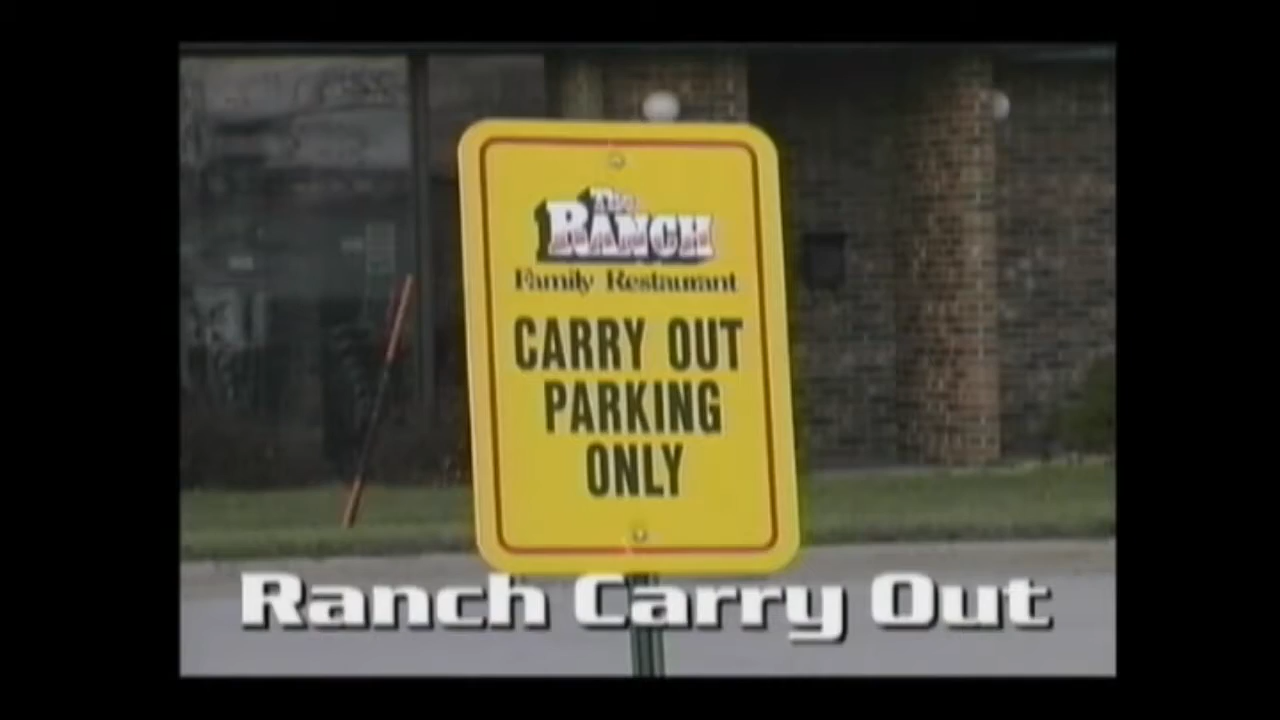 The
RANCH
Family Restaurant
CARRY OUT
PARKING
ONLY
Ranch Carry Out